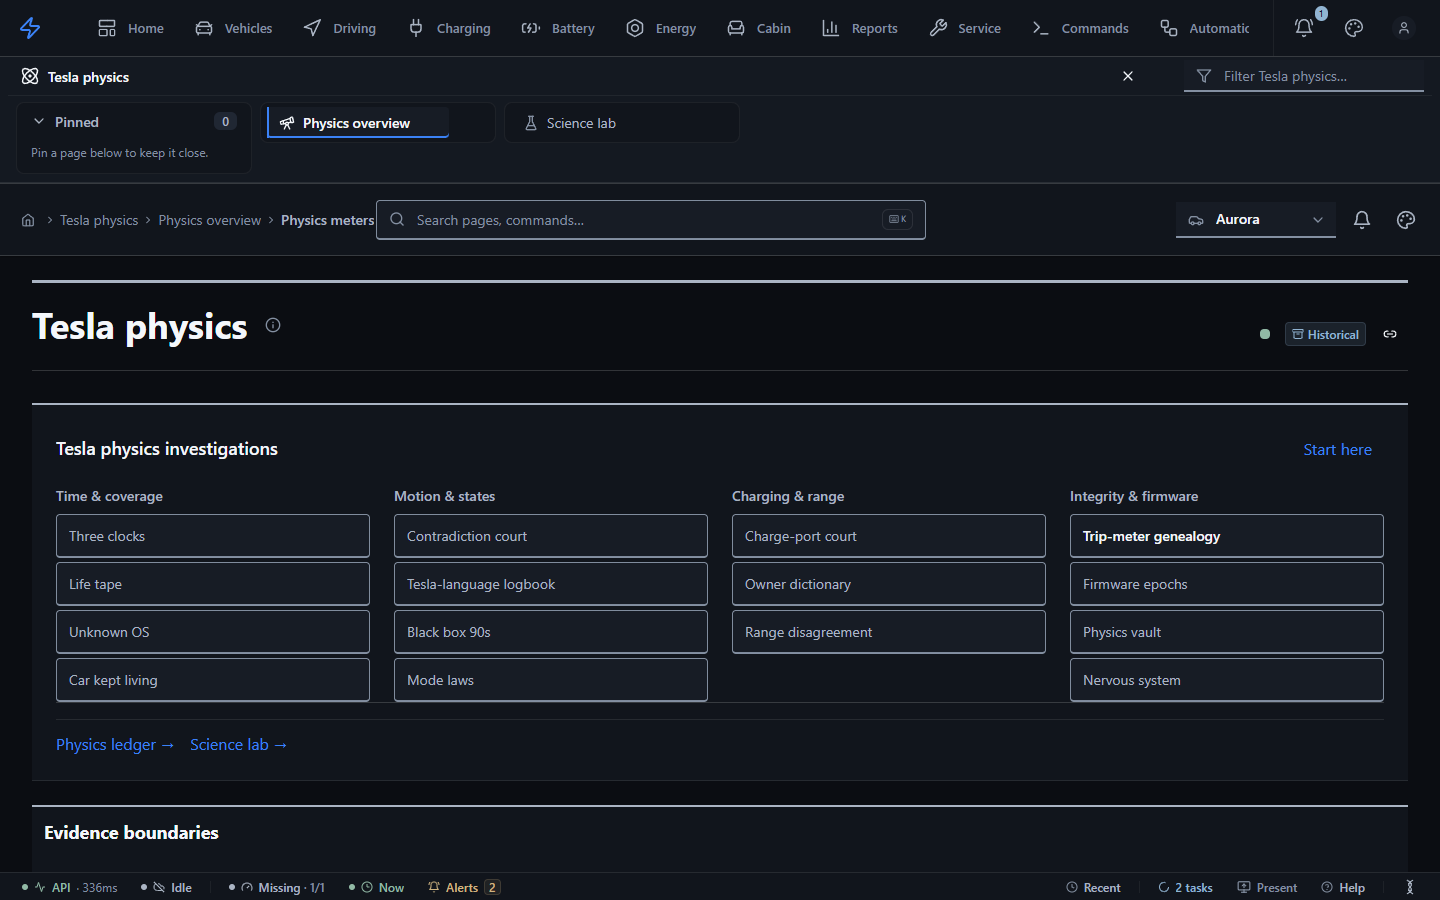 Home Vehicles Driving Charging Battery Energy Cabin Reports Service Commands Automatic 1
Tesla physics Filter Tesla physics...
Pinned 0 Physics overview Science lab
Pin a page below to keep it close.
Tesla physics Physics overview Physics meters Search pages, commands... K Aurora
Tesla physics Historical
Tesla physics investigations Start here
Time & coverage Motion & states Charging & range Integrity & firmware
Three clocks Contradiction court Charge-port court Trip-meter genealogy
Life tape Tesla-language logbook Owner dictionary Firmware epochs
Unknown OS Black box 90s Range disagreement Physics vault
Car kept living Mode laws Nervous system
Physics ledger → Science lab →
Evidence boundaries
API · 336ms Idle Missing · 1/1 Now Alerts 2 Recent 2 tasks Present Help